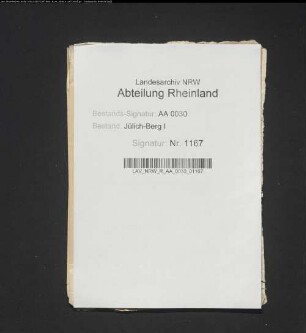 Landesarchiv NRW
Abteilung Rheinland
Bestands-Signatur: AA 0030
Bestand: Jülich-Berg I
Signatur: Nr. 1167
LAV_NRW_R_AA_0030_01167